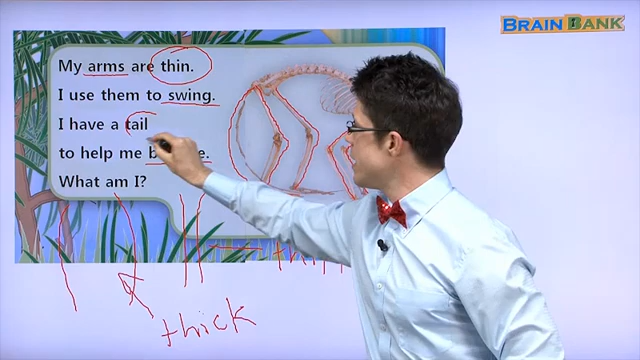 BRAIN BANK
My arms are thin.
I use them to swing.
I have a tail
to help me
What am I?
thick